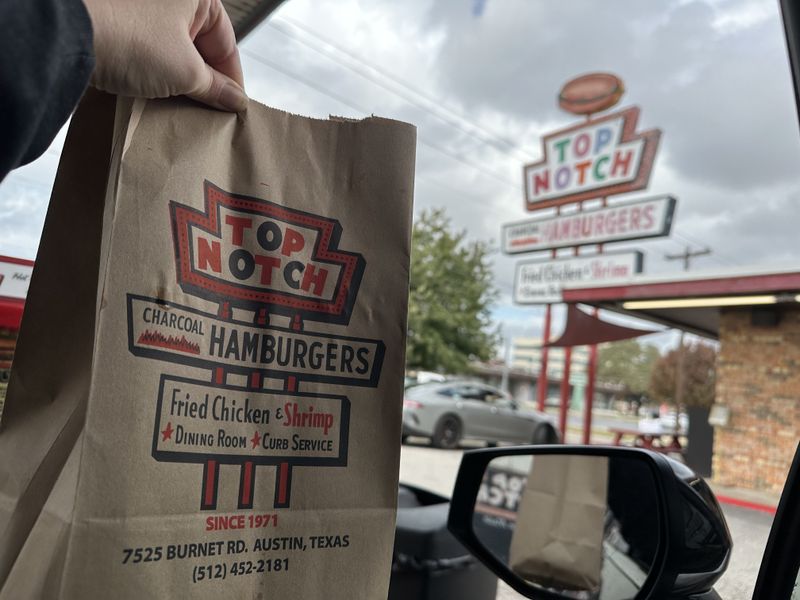 TOP
NOTCH
CHARCOAL
HAMBURGERS
Fried Chicken & Shrimp
DINING ROOM CURB SERVICE
SINCE 1971
7525 BURNET RD. AUSTIN, TEXAS
(512) 452-2181
TOP
NOTCH
CHARCOAL HAMBURGERS
Fried Chicken & Shrimp